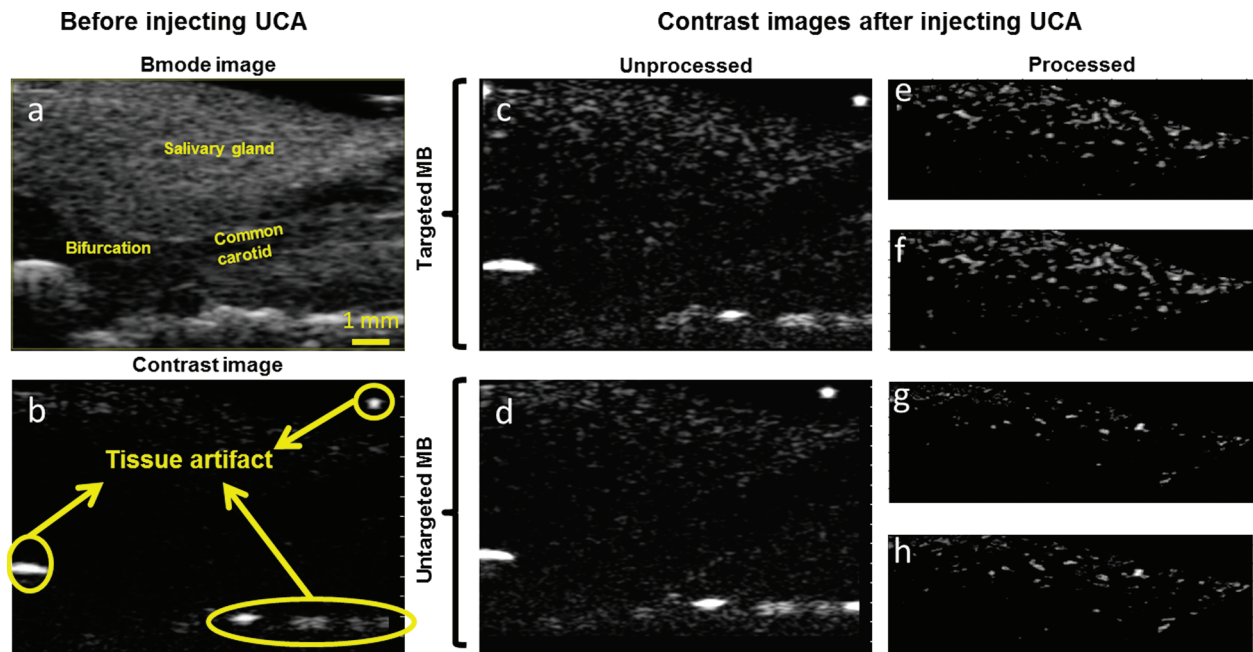 Before injecting UCA
Contrast images after injecting UCA
Bmode image
Unprocessed
Processed
a
Salivary gland
Bifurcation
Common
carotid
1 mm
Targeted MB
c
e
f
Contrast image
b
Tissue artifact
Untargeted MB
d
g
h